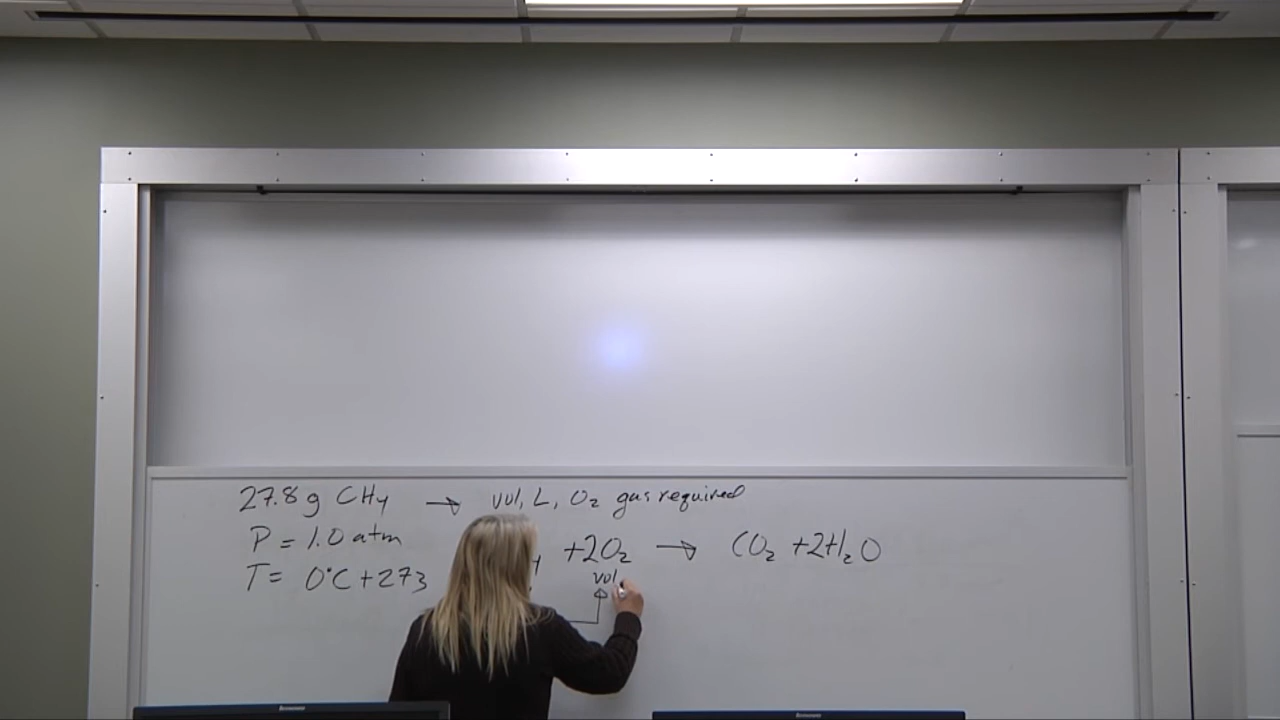 27.8 g CH4 → vol, L, O2 gas required
P = 1.0 atm
+2O2 → CO2 +2H2O
T = 0°C + 273
vol